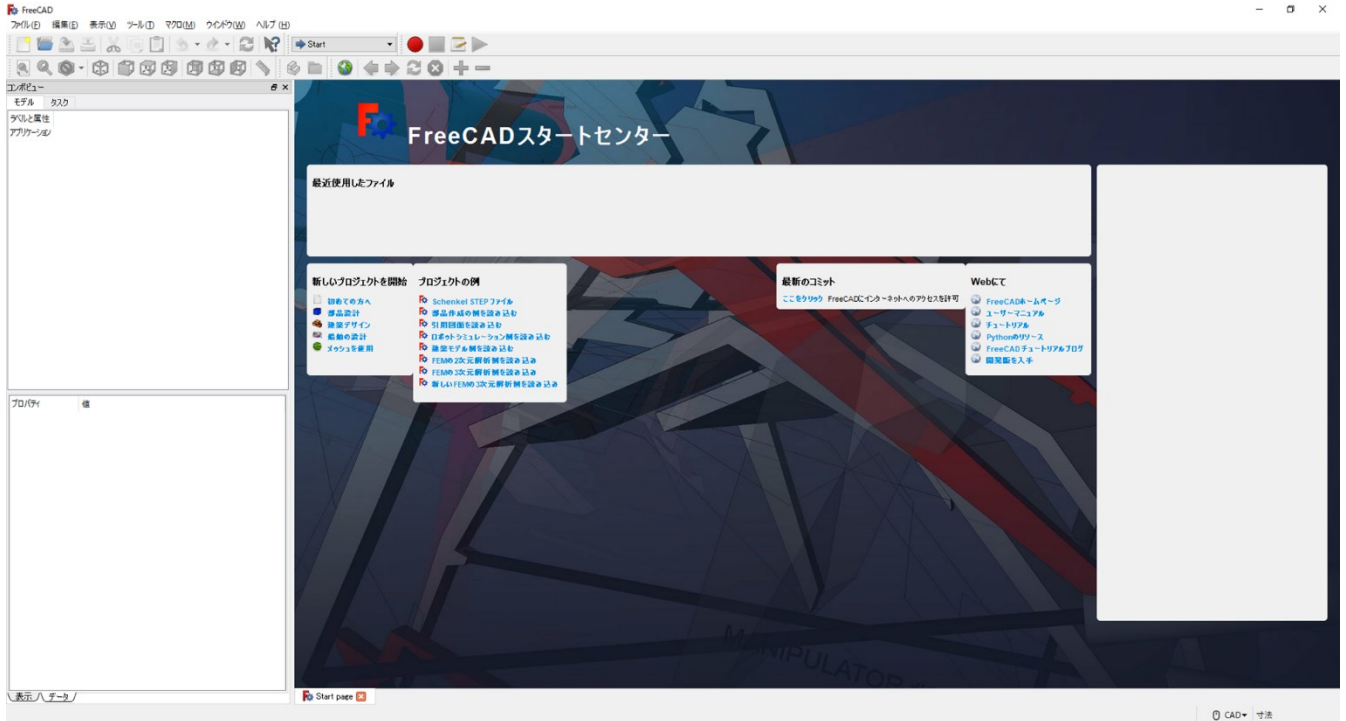 FreeCAD
ファイル(F) 編集(E) 表示(V) ツール(T) マクロ(M) ウインドウ(W) ヘルプ(H)
Start
コンボビュー
モデル タスク
ラベルと属性
アプリケーション
FreeCADスタートセンター
最近使用したファイル
新しいプロジェクトを開始
初めての方へ
部品設計
建築デザイン
船舶の設計
メッシュを使用
プロジェクトの例
Schenkel STEPファイル
部品作成の例を読み込む
引用図面を読み込む
ロボットシミュレーション例を読み込む
建築モデル例を読み込む
FEMの2次元解析例を読み込み
FEMの3次元解析例を読み込み
新しいFEMの3次元解析例を読み込み
最新のコミット
ここをクリック FreeCADにインターネットへのアクセスを許可
Webにて
FreeCADホームページ
ユーザーマニュアル
チュートリアル
Pythonのリソース
FreeCADチュートリアルブログ
開発版を入手
プロパティ 値
MANIPULATOR
表示 データ
Start page
CAD 寸法